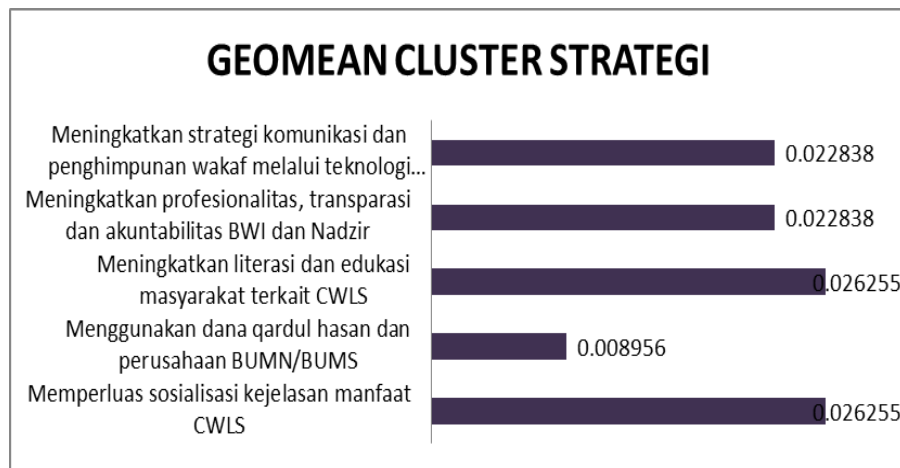 GEOMEAN CLUSTER STRATEGI
Meningkatkan strategi komunikasi dan
penghimpunan wakaf melalui teknologi...
0.022838
Meningkatkan profesionalitas, transparasi
dan akuntabilitas BWI dan Nadzir
0.022838
Meningkatkan literasi dan edukasi
masyarakat terkait CWLS
0.026255
Menggunakan dana qardul hasan dan
perusahaan BUMN/BUMS
0.008956
Memperluas sosialisasi kejelasan manfaat
CWLS
0.026255